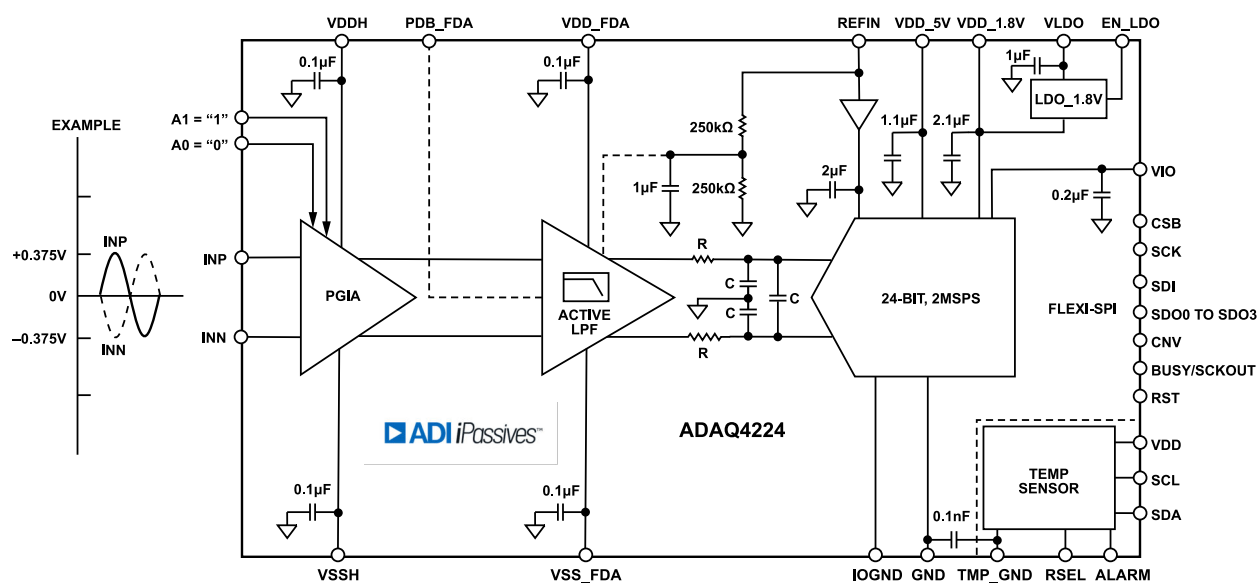 VDDH
PDB_FDA
VDD_FDA
REFIN
VDD_5V
VDD_1.8V
VLDO
EN_LDO
0.1µF
0.1µF
1µF
LDO_1.8V
EXAMPLE
A1 = “1”
A0 = “0”
250kΩ
1.1µF
2.1µF
1µF
250kΩ
2µF
0.2µF
VIO
CSB
SCK
SDI
SDO0 TO SDO3
CNV
BUSY/SCKOUT
RST
FLEXI-SPI
+0.375V
0V
–0.375V
INP
INN
INP
INN
PGIA
ACTIVE
LPF
R
C
C
C
R
24-BIT, 2MSPS
ADI iPassives™
ADAQ4224
TEMP
SENSOR
VDD
SCL
SDA
0.1µF
0.1µF
0.1nF
VSSH
VSS_FDA
IOGND
GND
TMP_GND
RSEL
ALARM